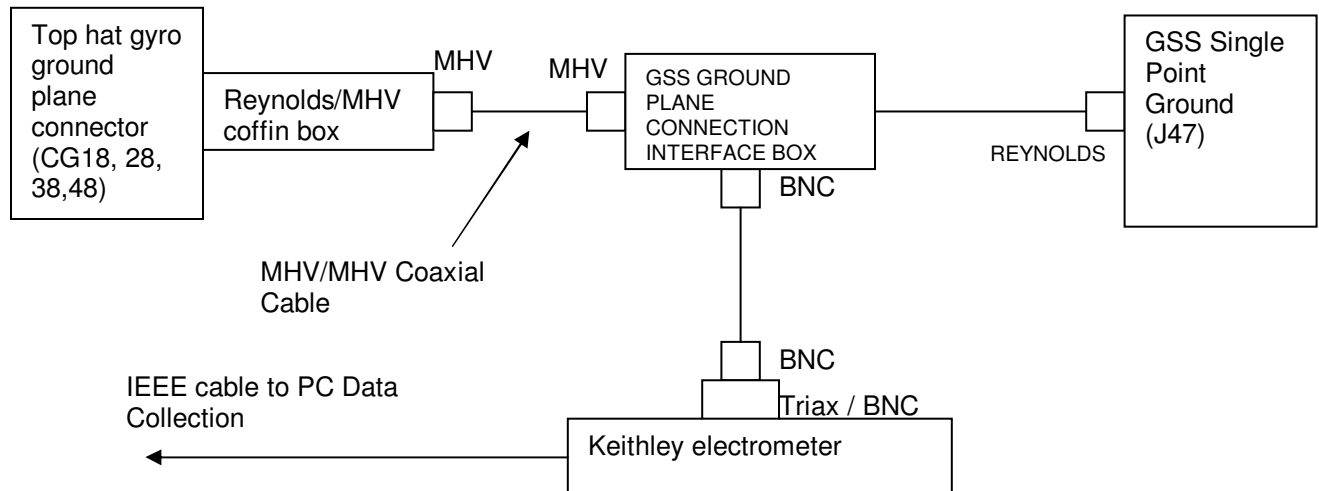 Top hat gyro
ground
plane
connector
(CG18, 28,
38,48)
Reynolds/MHV
coffin box
MHV
MHV
GSS GROUND
PLANE
CONNECTION
INTERFACE BOX
REYNOLDS
GSS Single
Point
Ground
(J47)
BNC
MHV/MHV Coaxial
Cable
BNC
Triax / BNC
IEEE cable to PC Data
Collection
Keithley electrometer